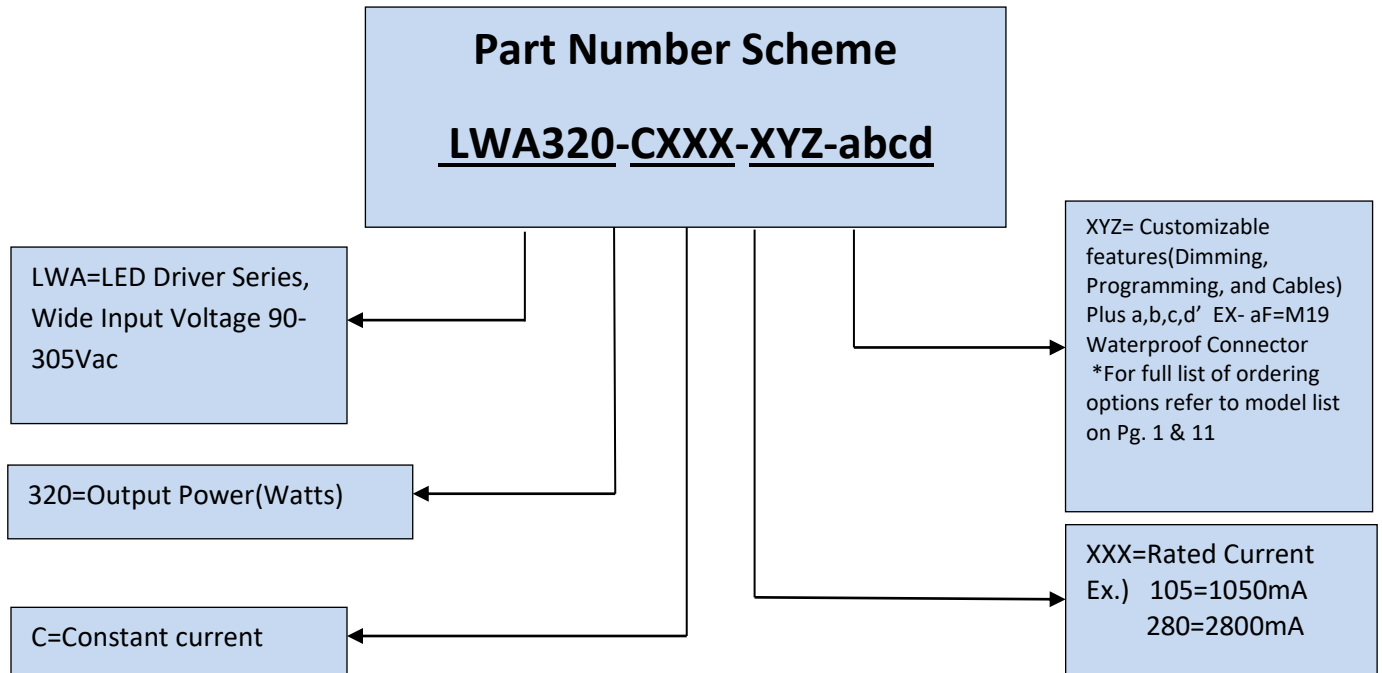 Part Number Scheme
LWA320-CXXX-XYZ-abcd
LWA=LED Driver Series,
Wide Input Voltage 90-
305Vac
320=Output Power(Watts)
C=Constant current
XYZ= Customizable
features(Dimming,
Programming, and Cables)
Plus a,b,c,d’ EX- aF=M19
Waterproof Connector
*For full list of ordering
options refer to model list
on Pg. 1 & 11
XXX=Rated Current
Ex.) 105=1050mA
280=2800mA